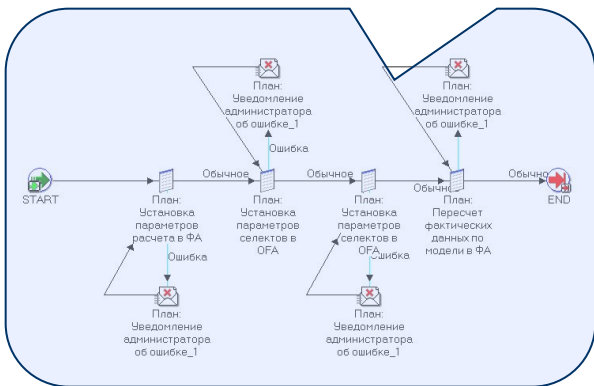 План:
Уведомление
администратора
об ошибке_1
План:
Уведомление
администратора
об ошибке_1
Ошибка
START
Обычное
Обычное
Обычное
Обычное
END
План:
Установка
параметров
расчета в ФА
План:
Установка
параметров
селектов в
OFA
План:
Установка
параметров
селектов в
OFA
План:
Пересчет
фактических
данных по
модели в ФА
Ошибка
Ошибка
План:
Уведомление
администратора
об ошибке_1
План:
Уведомление
администратора
об ошибке_1